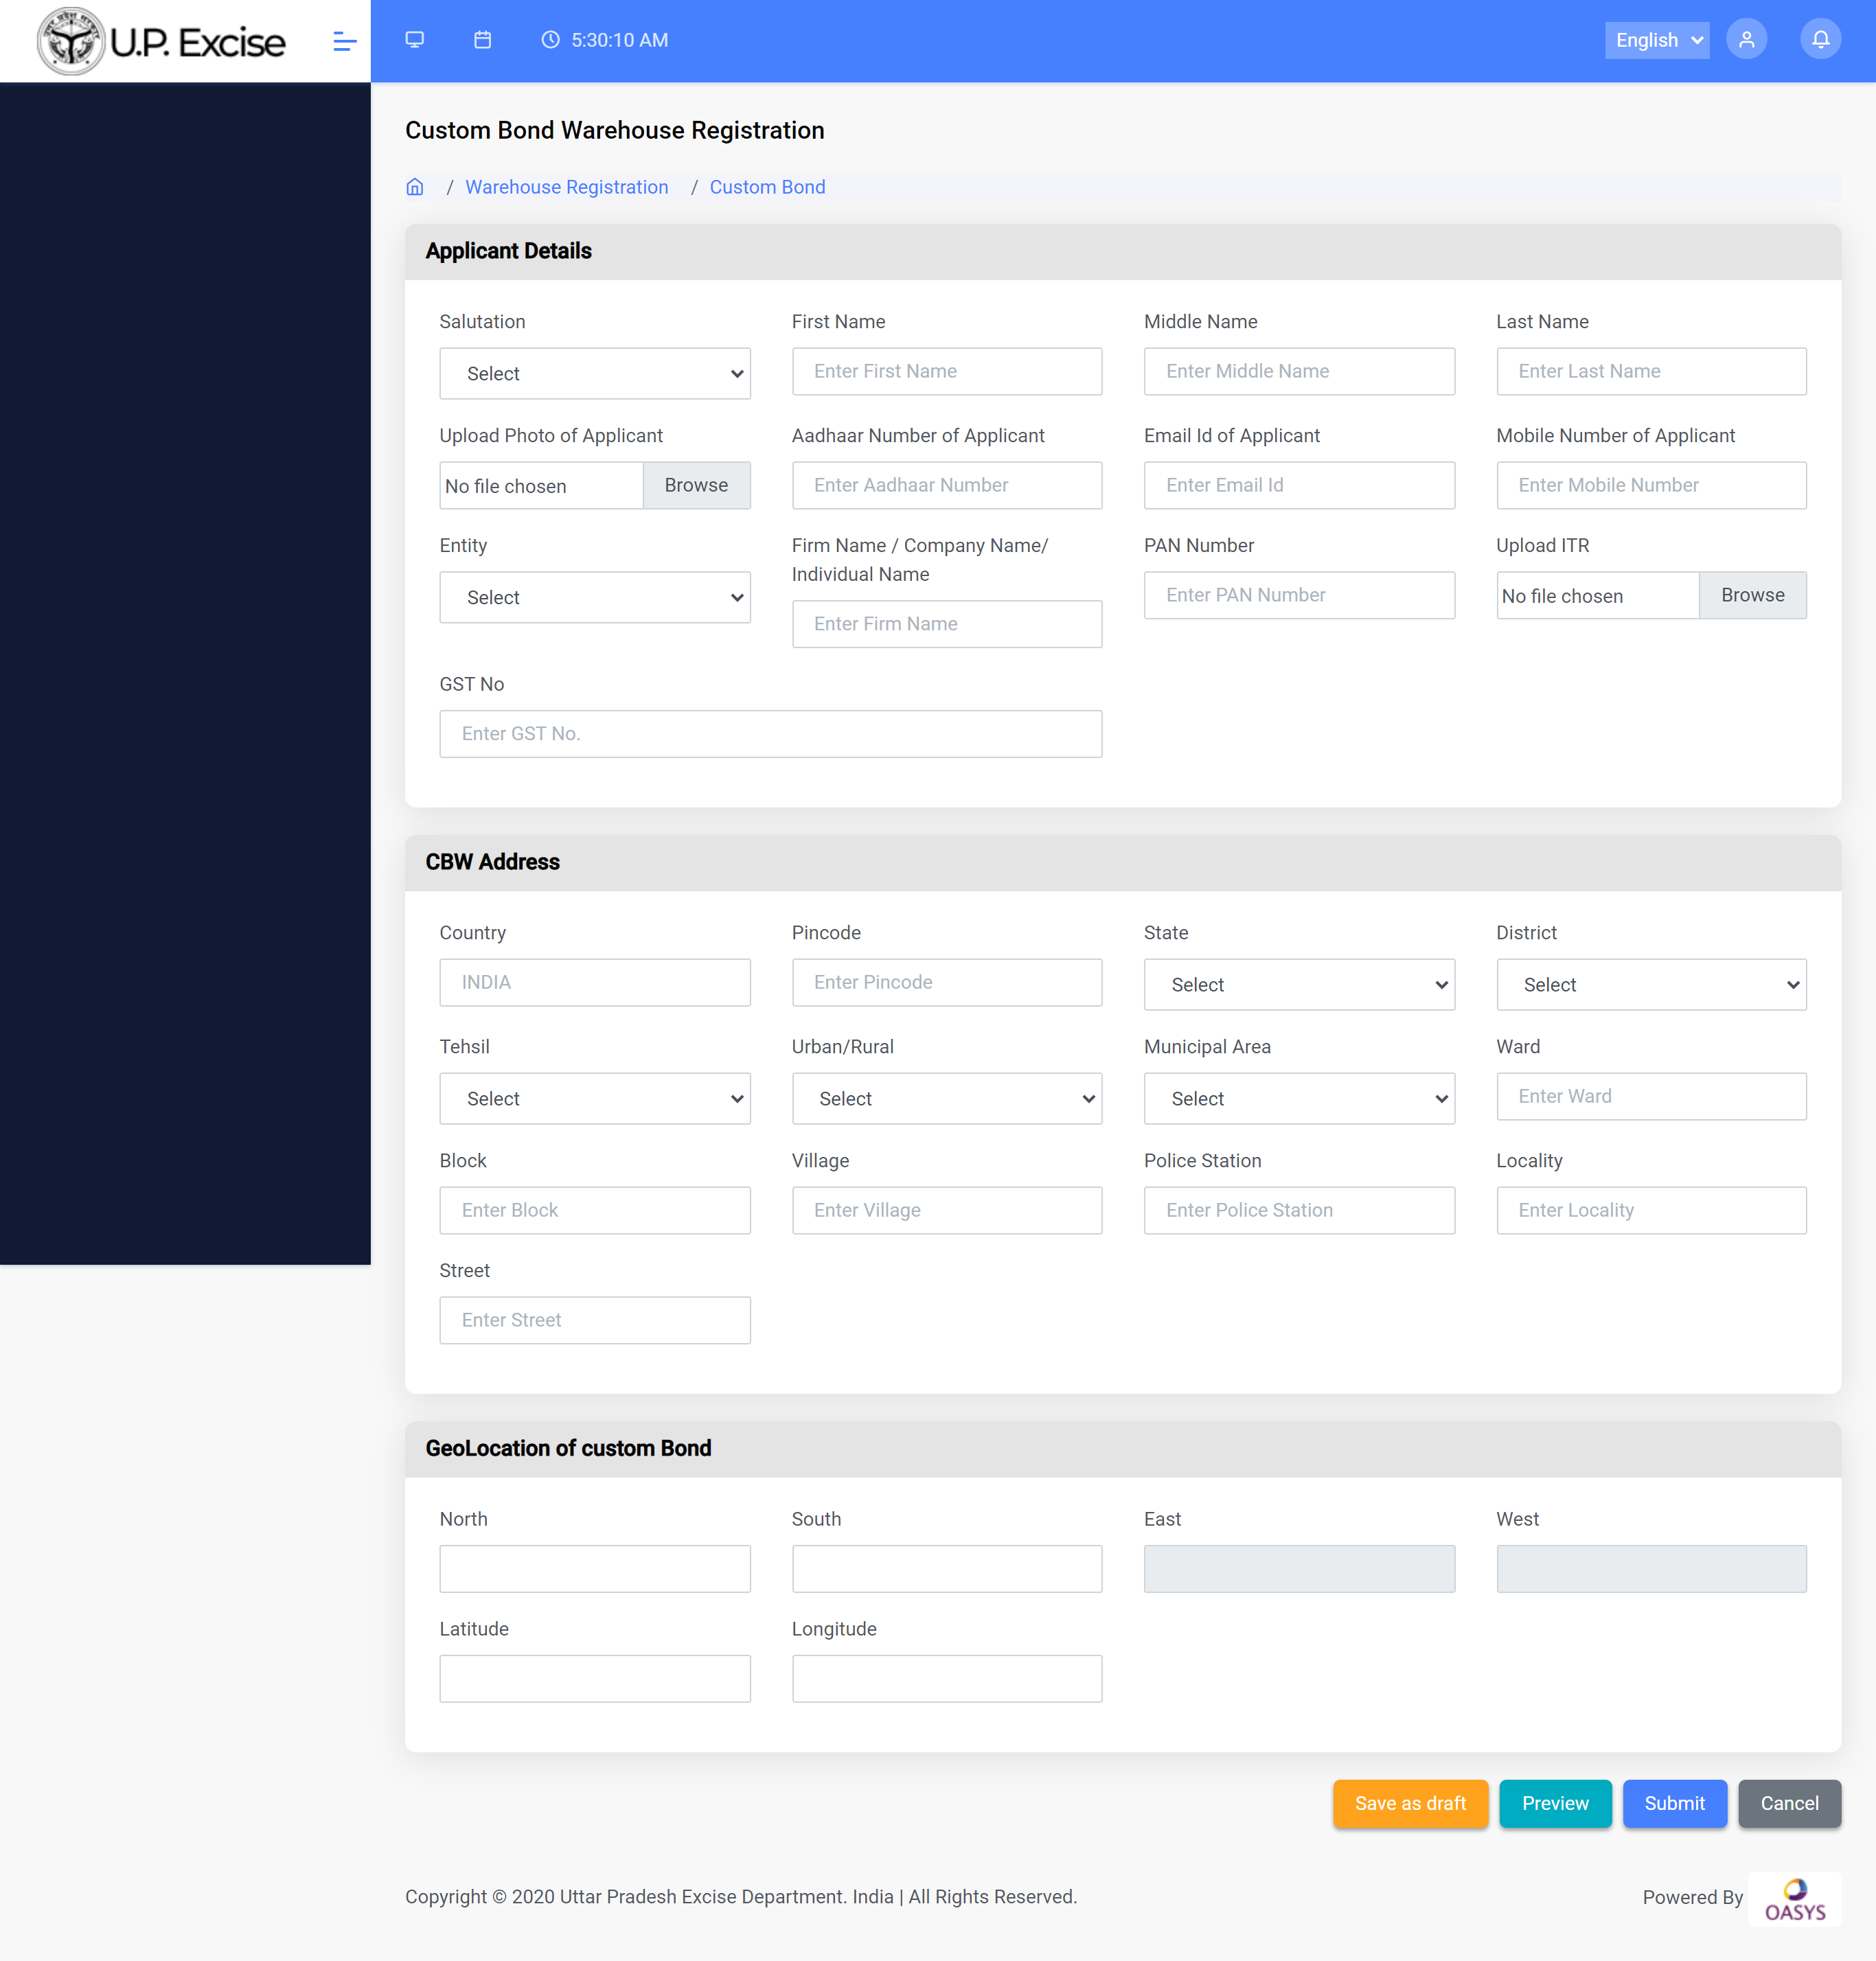 U.P. Excise
5:30:10 AM
English
Custom Bond Warehouse Registration
/ Warehouse Registration / Custom Bond
Applicant Details
Salutation First Name Middle Name Last Name
Select Enter First Name Enter Middle Name Enter Last Name
Upload Photo of Applicant Aadhaar Number of Applicant Email Id of Applicant Mobile Number of Applicant
No file chosen Browse Enter Aadhaar Number Enter Email Id Enter Mobile Number
Entity Firm Name / Company Name/ PAN Number Upload ITR
Individual Name
Select Enter Firm Name Enter PAN Number No file chosen Browse
GST No
Enter GST No.
CBW Address
Country Pincode State District
INDIA Enter Pincode Select Select
Tehsil Urban/Rural Municipal Area Ward
Select Select Select Enter Ward
Block Village Police Station Locality
Enter Block Enter Village Enter Police Station Enter Locality
Street
Enter Street
GeoLocation of custom Bond
North South East West
Latitude Longitude
Save as draft Preview Submit Cancel
Copyright © 2020 Uttar Pradesh Excise Department. India | All Rights Reserved. Powered By OASYS